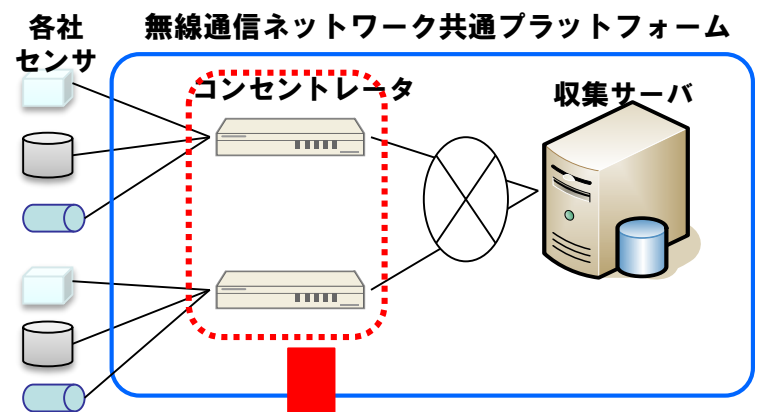 各社
センサ
無線通信ネットワーク共通プラットフォーム
コンセントレータ
収集サーバ